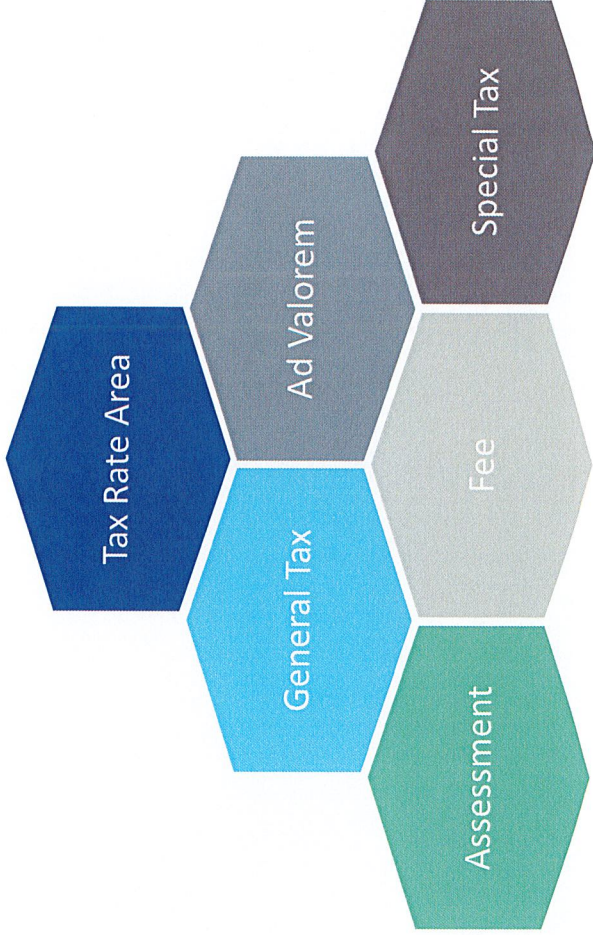 Tax Rate Area
General Tax
Ad Valorem
Assessment
Fee
Special Tax